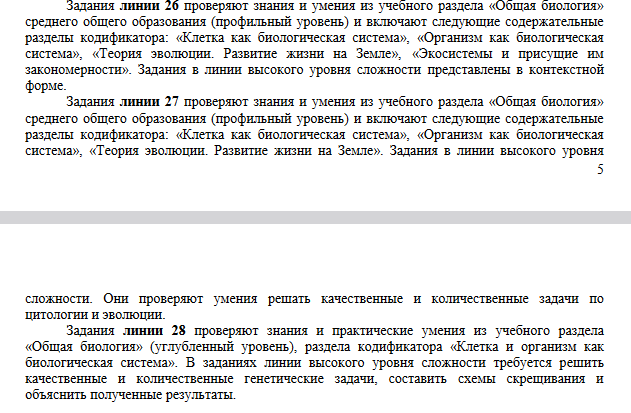 Задания линии 26 проверяют знания и умения из учебного раздела «Общая биология»
среднего общего образования (профильный уровень) и включают следующие содержательные
разделы кодификатора: «Клетка как биологическая система», «Организм как биологическая
система», «Теория эволюции. Развитие жизни на Земле», «Экосистемы и присущие им
закономерности». Задания в линии высокого уровня сложности представлены в контекстной
форме.
Задания линии 27 проверяют знания и умения из учебного раздела «Общая биология»
среднего общего образования (профильный уровень) и включают следующие содержательные
разделы кодификатора: «Клетка как биологическая система», «Организм как биологическая
система», «Теория эволюции. Развитие жизни на Земле». Задания в линии высокого уровня
5
сложности. Они проверяют умения решать качественные и количественные задачи по
цитологии и эволюции.
Задания линии 28 проверяют знания и практические умения из учебного раздела
«Общая биология» (углубленный уровень), раздела кодификатора «Клетка и организм как
биологическая система». В заданиях линии высокого уровня сложности требуется решить
качественные и количественные генетические задачи, составить схемы скрещивания и
объяснить полученные результаты.